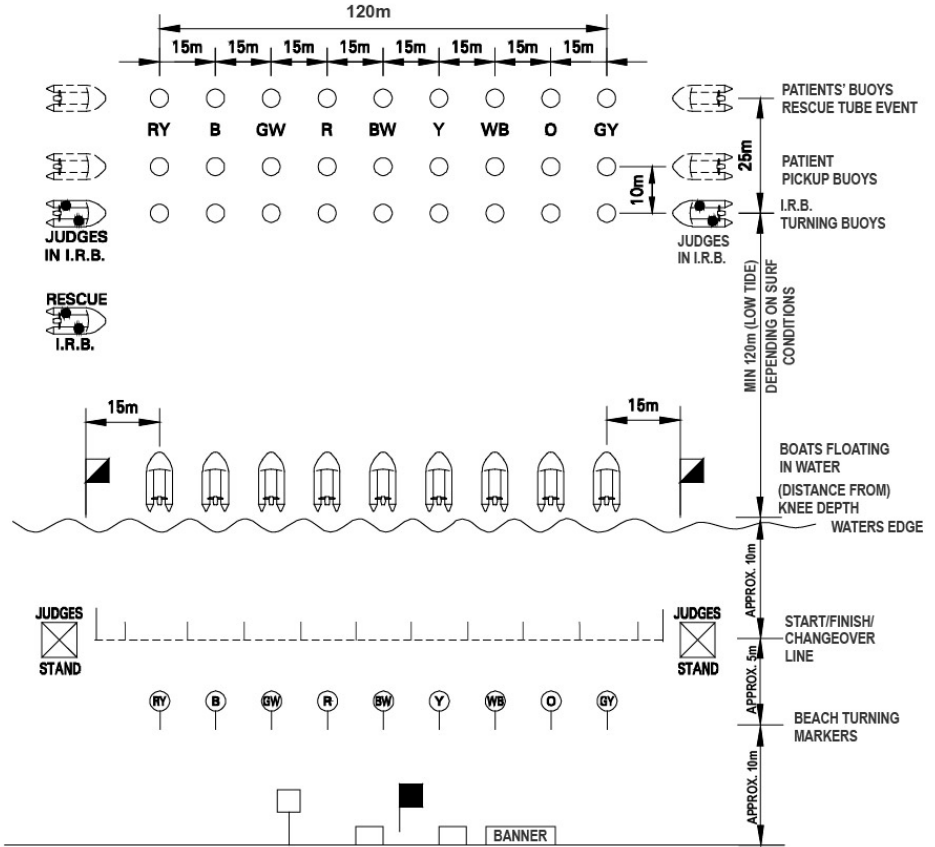 120m
15m 15m 15m 15m 15m 15m 15m 15m
PATIENTS' BUOYS
RESCUE TUBE EVENT
RY B GW R BW Y WB O GY
25m
PATIENT
PICKUP BUOYS
10m
I.R.B.
TURNING BUOYS
JUDGES
IN I.R.B.
JUDGES
IN I.R.B.
RESCUE
I.R.B.
MIN 120m (LOW TIDE)
DEPENDING ON SURF
CONDITIONS
15m
15m
BOATS FLOATING
IN WATER
(DISTANCE FROM)
KNEE DEPTH
WATERS EDGE
APPROX. 10m
JUDGES
STAND
JUDGES
STAND
START/FINISH/
CHANGEOVER
LINE
APPROX. 5m
RY B GW R BW Y WB O GY
BEACH TURNING
MARKERS
APPROX. 10m
BANNER